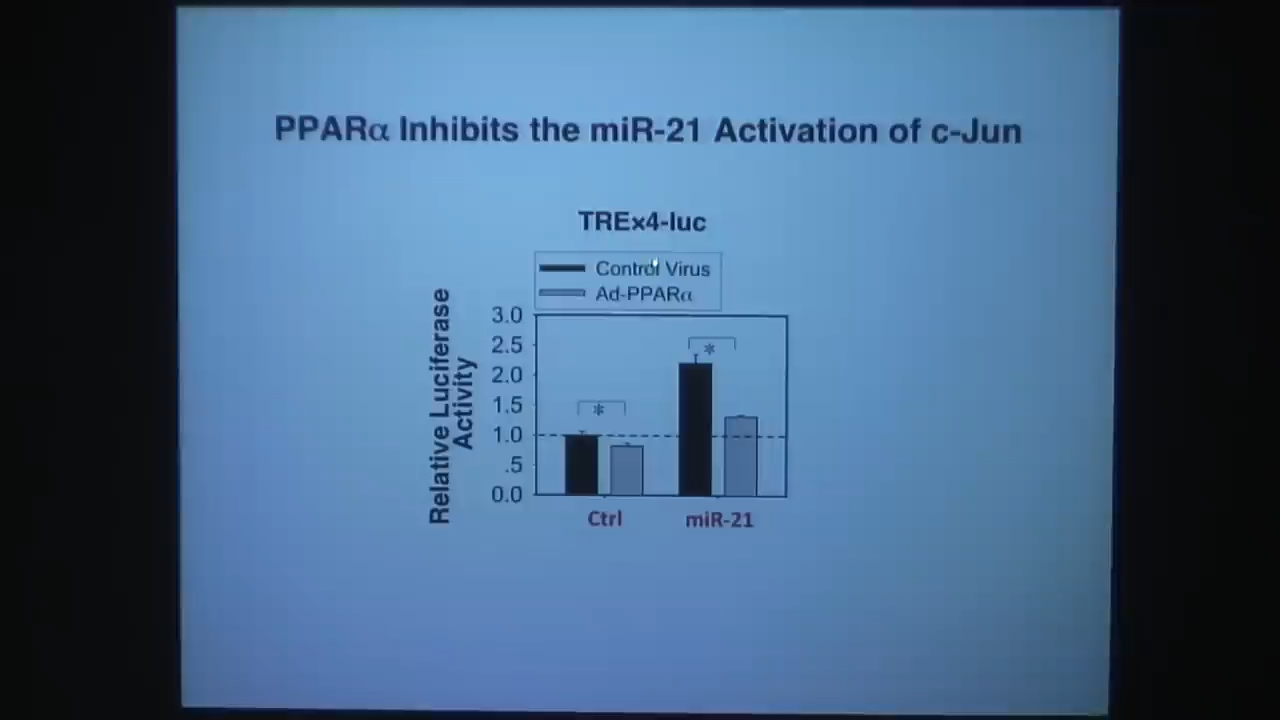 PPARα Inhibits the miR-21 Activation of c-Jun
TREx4-luc
Control Virus
Ad-PPARα
Relative Luciferase
Activity
3.0
2.5
2.0
1.5
1.0
.5
0.0
*
*
Ctrl
miR-21